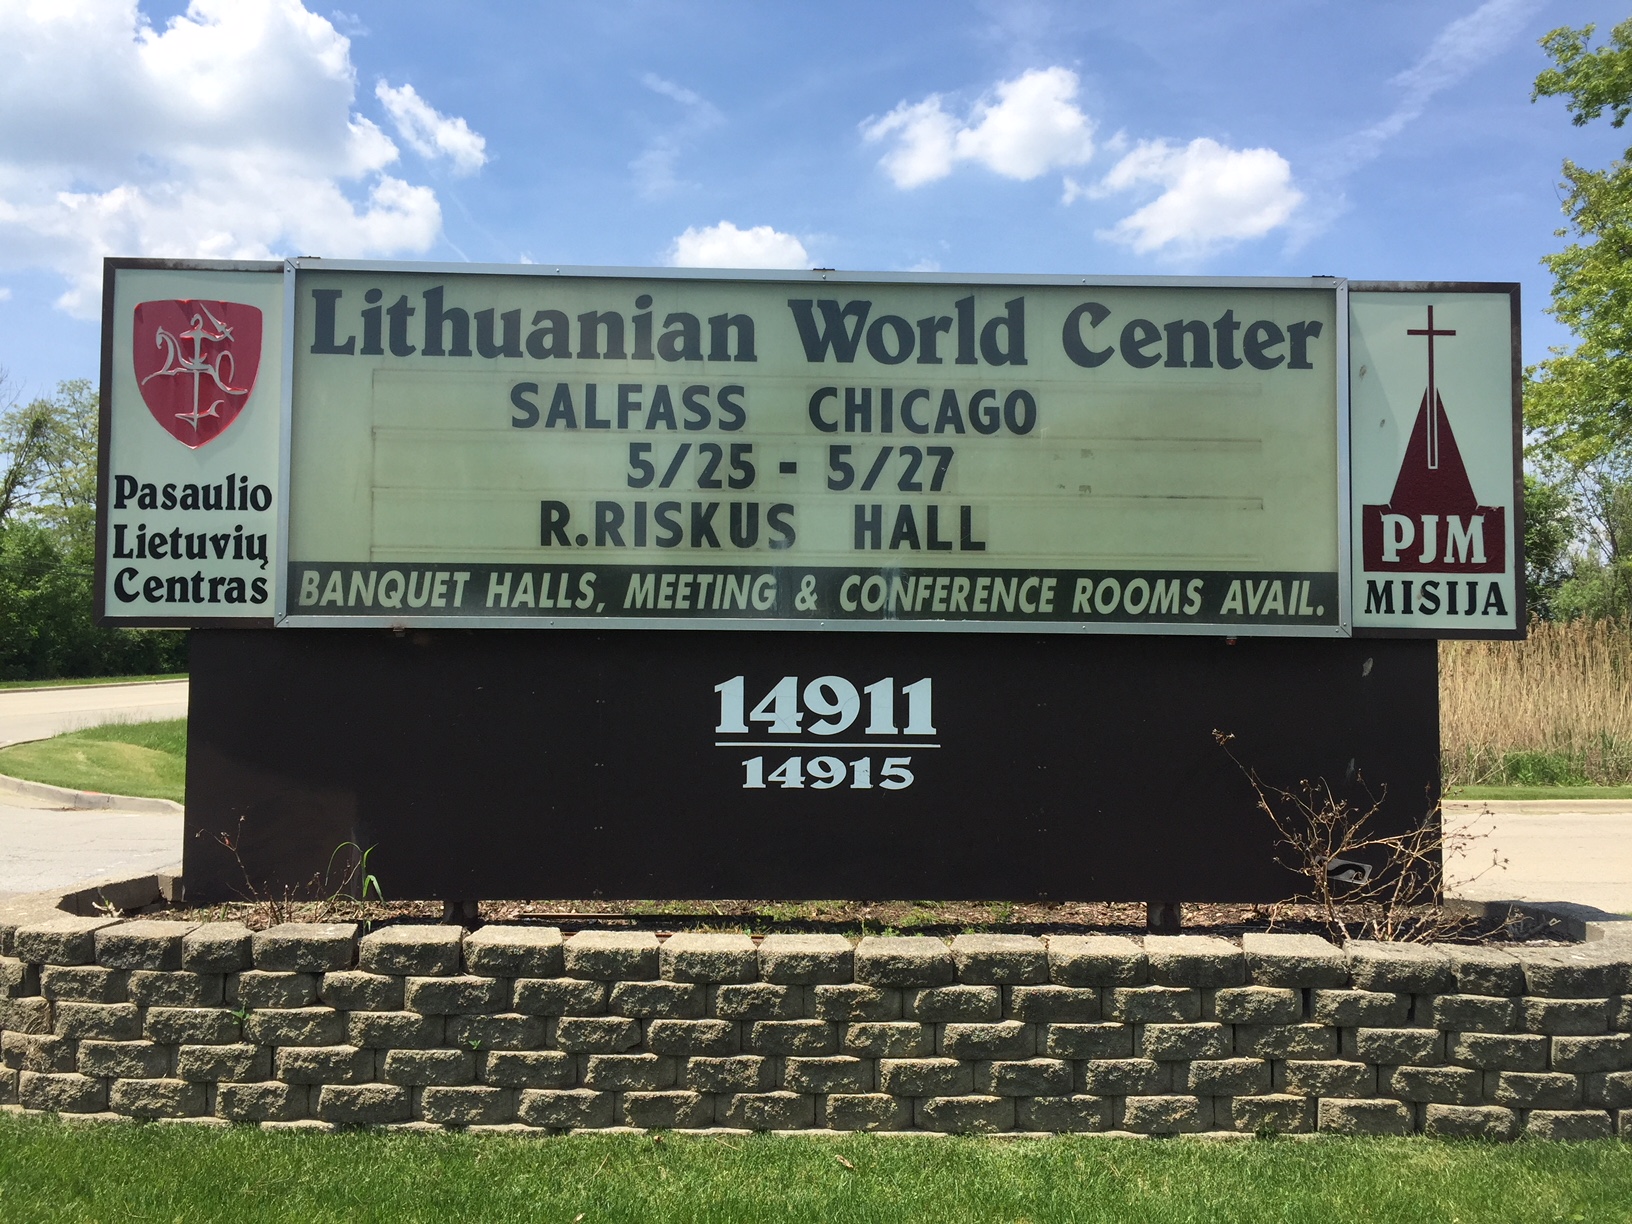 Lithuanian World Center
SALFASS CHICAGO
5/25 - 5/27
R.RISKUS HALL
BANQUET HALLS, MEETING & CONFERENCE ROOMS AVAIL.
Pasaulio
Lietuvių
Centras
PJM
MISIJA
14911
14915